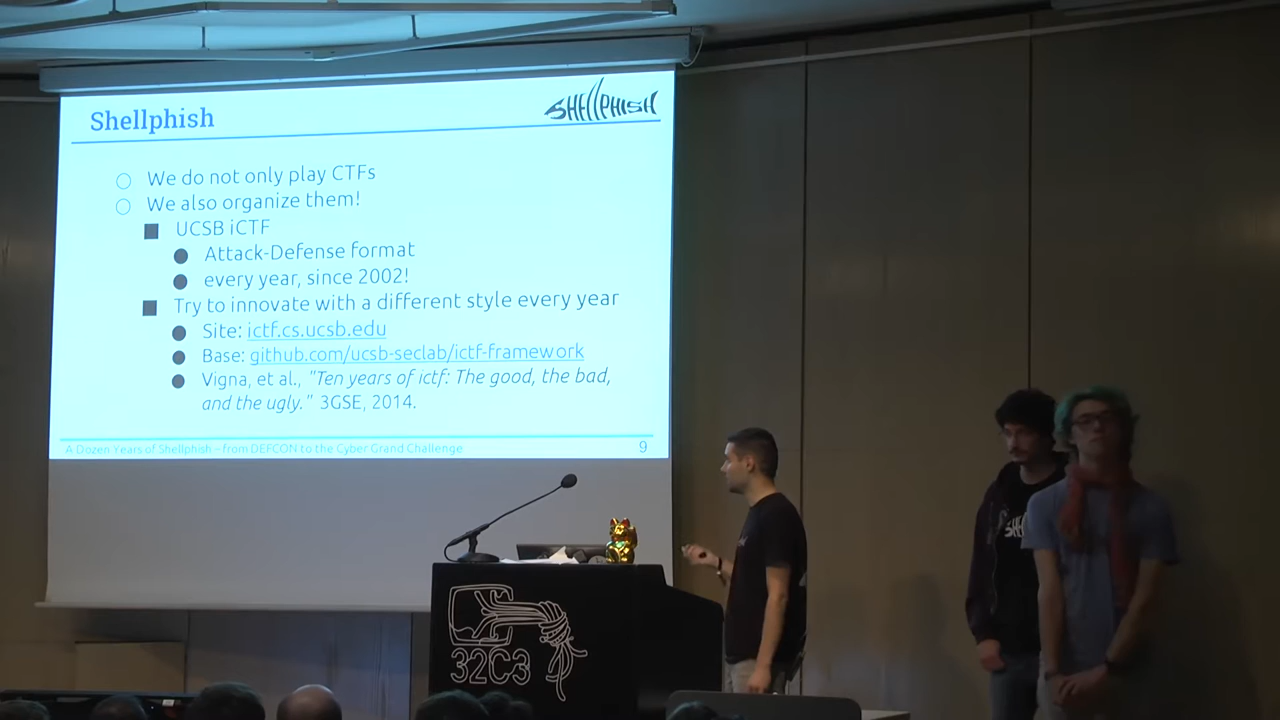 Shellphish
SHELLPHISH
We do not only play CTFs
We also organize them!
UCSB iCTF
Attack-Defense format
every year, since 2002!
Try to innovate with a different style every year
Site: ictf.cs.ucsb.edu
Base: github.com/ucsb-seclab/ictf-framework
Vigna, et al., "Ten years of ictf: The good, the bad,
and the ugly." 3GSE, 2014.
A Dozen Years of Shellphish – from DEFCON to the Cyber Grand Challenge
9
32C3